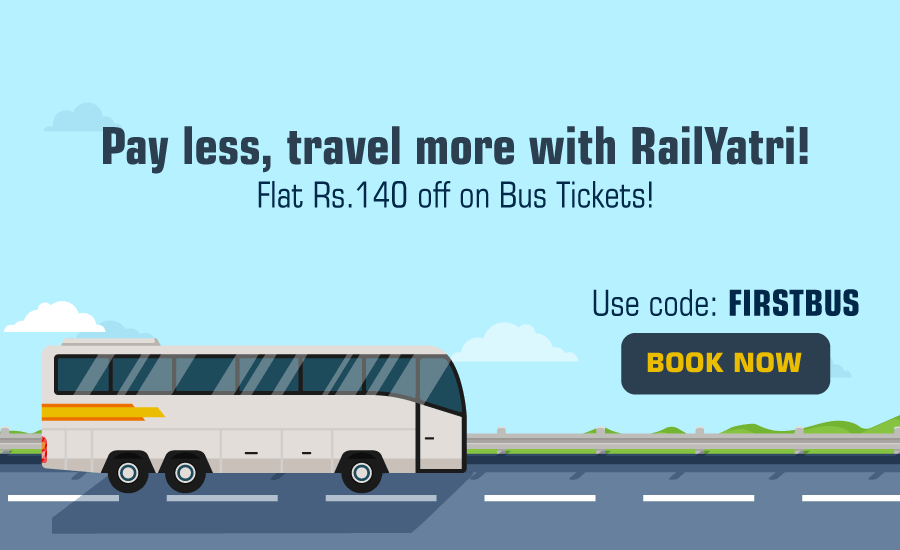 Pay less, travel more with RailYatri!
Flat Rs.140 off on Bus Tickets!
Use code: FIRSTBUS
BOOK NOW